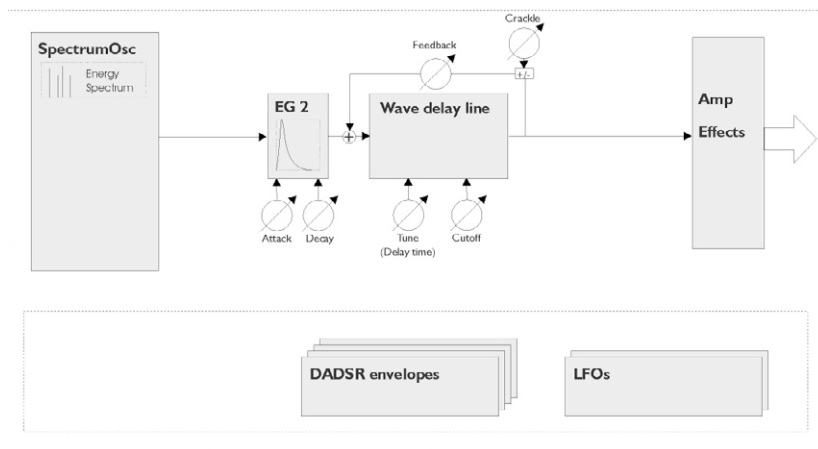 Crackle
SpectrumOsc
Feedback
Energy
Spectrum
+/-
EG 2
Wave delay line
Amp
Effects
+
Attack
Decay
Tune
(Delay time)
Cutoff
DADSR envelopes
LFOs